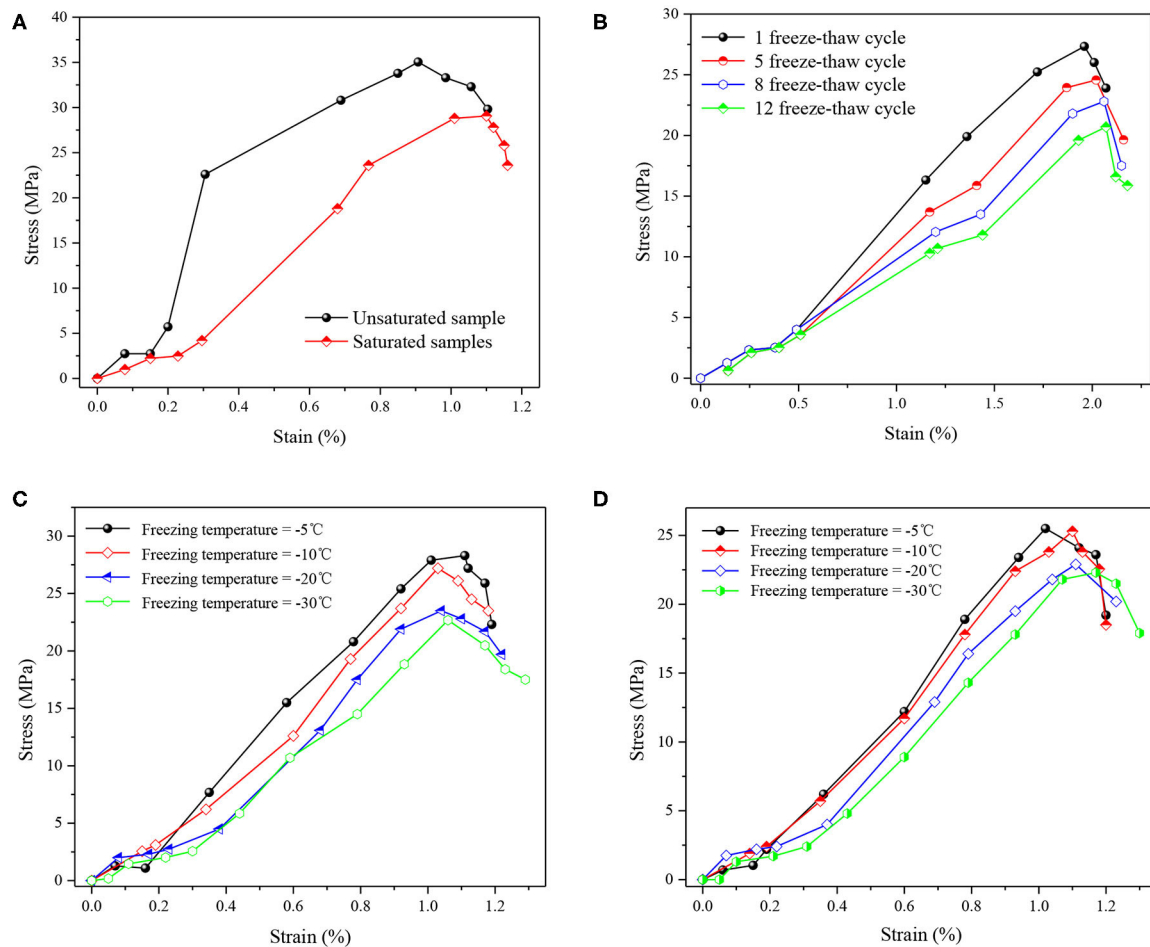 A
40
35
30
25
20
15
10
5
0
Stress (MPa)
Unsaturated sample
Saturated samples
0.0 0.2 0.4 0.6 0.8 1.0 1.2
Stain (%)
B
30
25
20
15
10
5
0
Stress (MPa)
1 freeze-thaw cycle
5 freeze-thaw cycle
8 freeze-thaw cycle
12 freeze-thaw cycle
0.0 0.5 1.0 1.5 2.0
Stain (%)
C
30
25
20
15
10
5
0
Stress (MPa)
Freezing temperature = -5℃
Freezing temperature = -10℃
Freezing temperature = -20℃
Freezing temperature = -30℃
0.0 0.2 0.4 0.6 0.8 1.0 1.2
Strain (%)
D
25
20
15
10
5
0
Stress (MPa)
Freezing temperature = -5℃
Freezing temperature = -10℃
Freezing temperature = -20℃
Freezing temperature = -30℃
0.0 0.2 0.4 0.6 0.8 1.0 1.2
Strain (%)